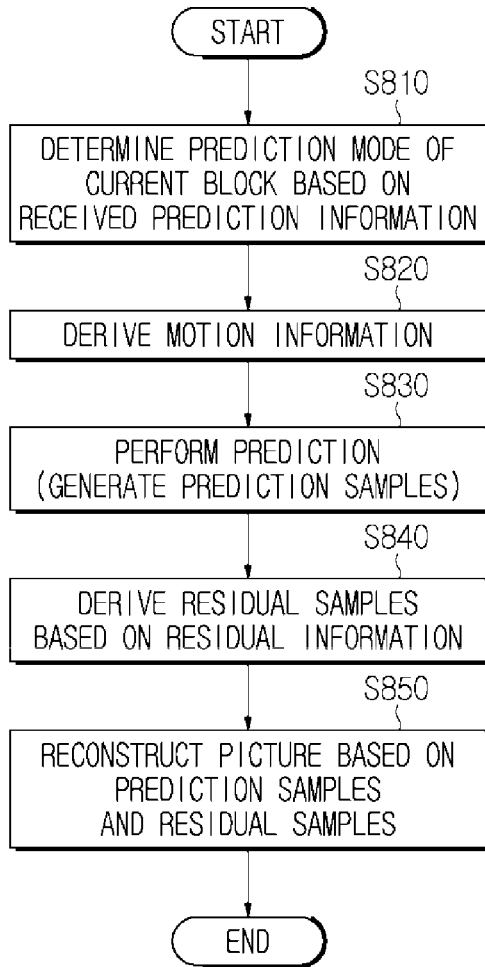 START
S810
DETERMINE PREDICTION MODE OF
CURRENT BLOCK BASED ON
RECEIVED PREDICTION INFORMATION
S820
DERIVE MOTION INFORMATION
S830
PERFORM PREDICTION
(GENERATE PREDICTION SAMPLES)
S840
DERIVE RESIDUAL SAMPLES
BASED ON RESIDUAL INFORMATION
S850
RECONSTRUCT PICTURE BASED ON
PREDICTION SAMPLES
AND RESIDUAL SAMPLES
END